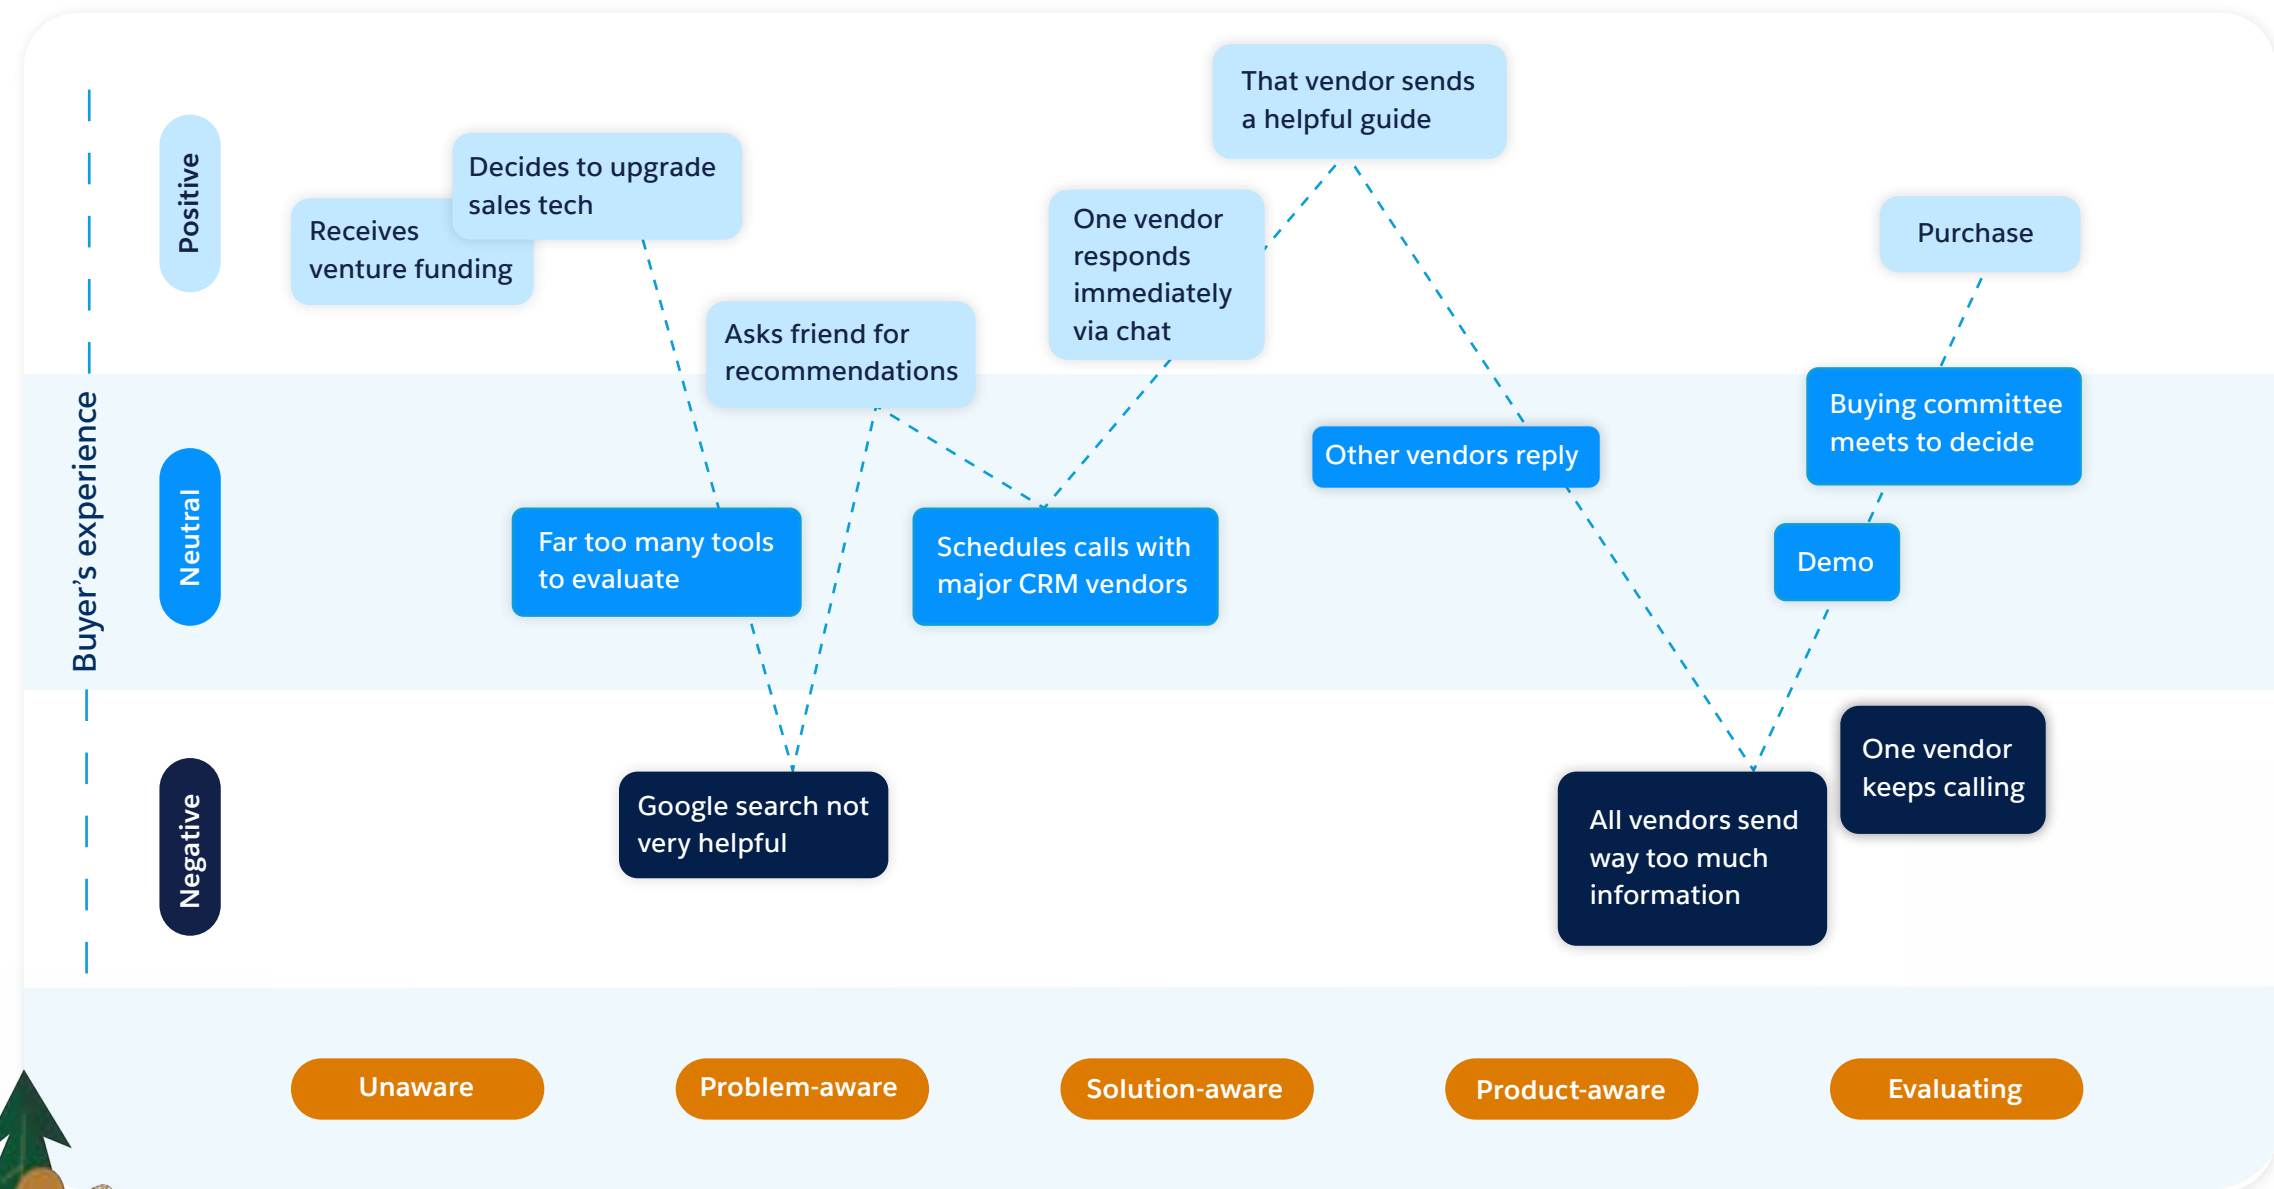 Buyer’s experience
Positive
Neutral
Negative
Receives
venture funding
Decides to upgrade
sales tech
Far too many tools
to evaluate
Google search not
very helpful
Asks friend for
recommendations
Schedules calls with
major CRM vendors
One vendor
responds
immediately
via chat
That vendor sends
a helpful guide
Other vendors reply
All vendors send
way too much
information
One vendor
keeps calling
Demo
Buying committee
meets to decide
Purchase
Unaware
Problem-aware
Solution-aware
Product-aware
Evaluating